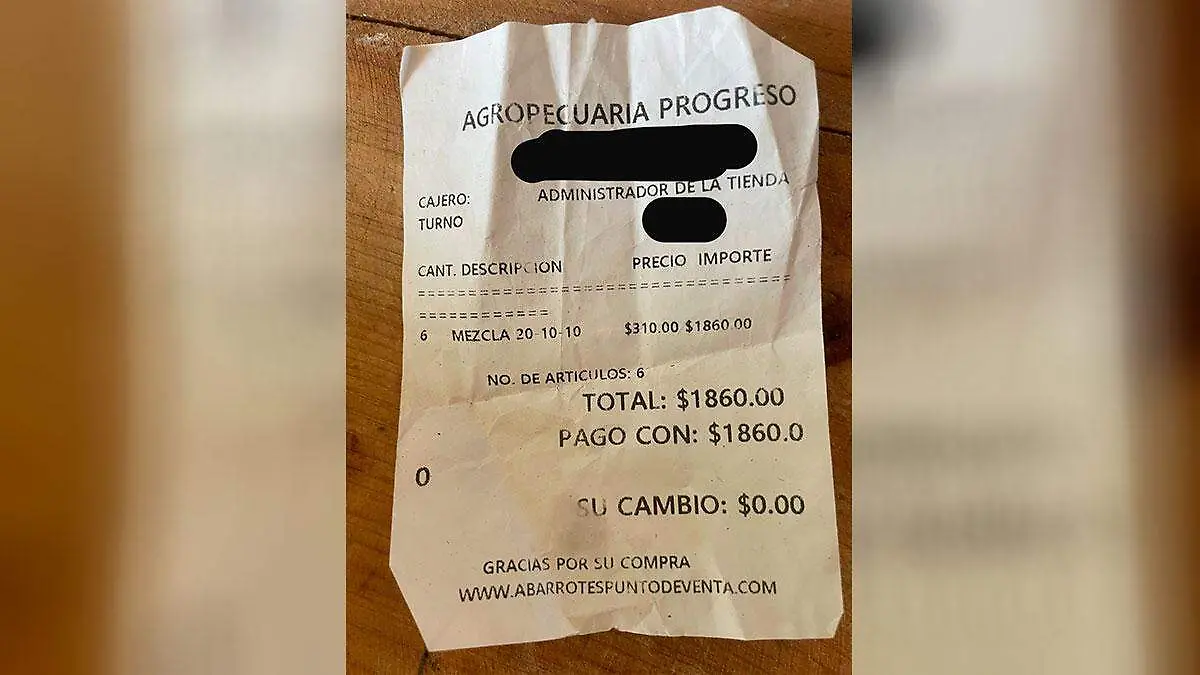 AGROPECUARIA PROGRESO
CAJERO: ADMINISTRADOR DE LA TIENDA
TURNO
CANT. DESCRIPCION PRECIO IMPORTE
=============================================
============
6 MEZCLA 20-10-10 $310.00 $1860.00
NO. DE ARTICULOS: 6
TOTAL: $1860.00
PAGO CON: $1860.0
0
SU CAMBIO: $0.00
GRACIAS POR SU COMPRA
WWW.ABARROTESPUNTODEVENTA.COM